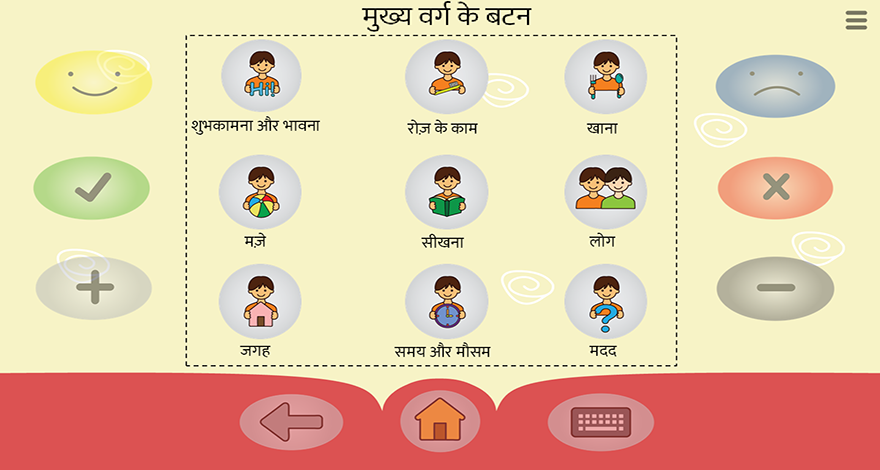 मुख्य वर्ग के बटन
Hi!
शुभकामना और भावना
रोज़ के काम
खाना
मज़े
सीखना
लोग
जगह
समय और मौसम
मदद